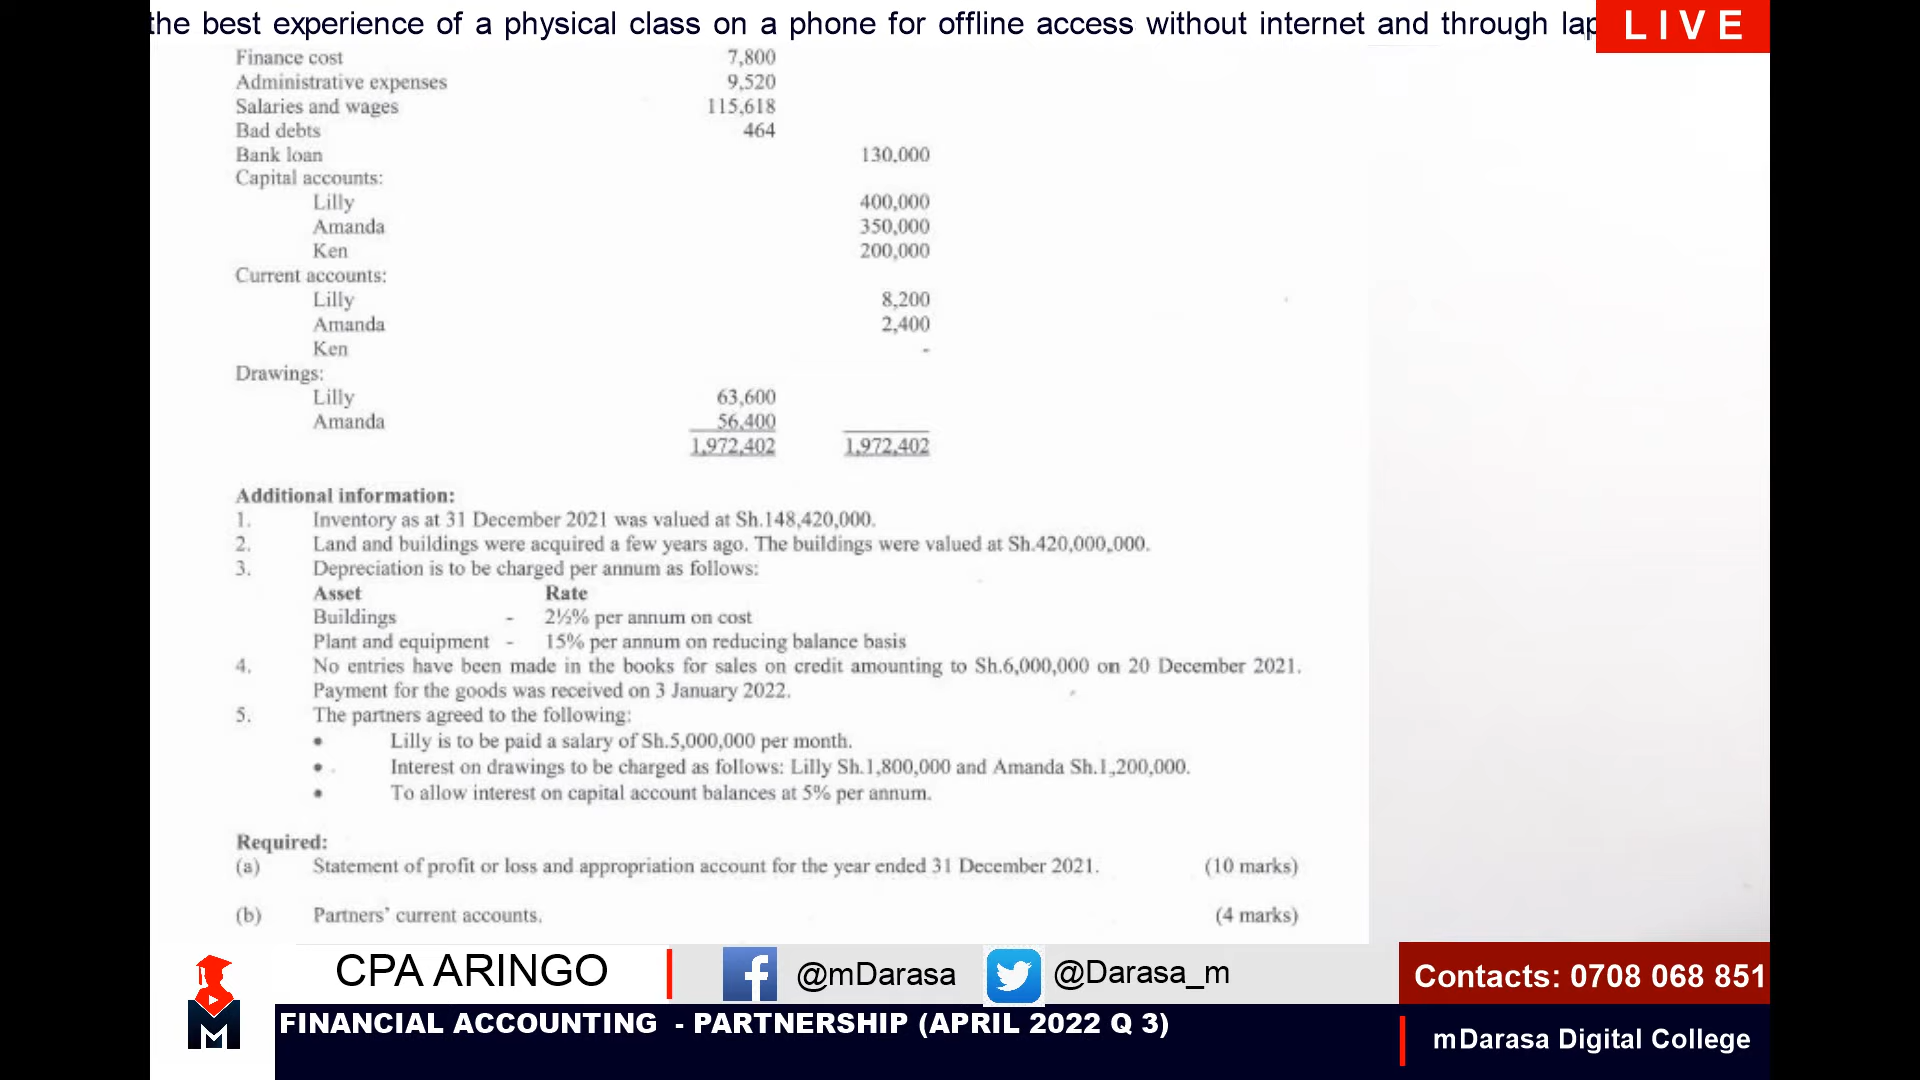 the best experience of a physical class on a phone for offline access without internet and through lap
LIVE
Finance cost 7,800
Administrative expenses 9,520
Salaries and wages 115,618
Bad debts 464
Bank loan 130,000
Capital accounts:
Lilly 400,000
Amanda 350,000
Ken 200,000
Current accounts:
Lilly 8,200
Amanda 2,400
Ken -
Drawings:
Lilly 63,600
Amanda 56,400
1,972,402 1,972,402
Additional information:
1. Inventory as at 31 December 2021 was valued at Sh.148,420,000.
2. Land and buildings were acquired a few years ago. The buildings were valued at Sh.420,000,000.
3. Depreciation is to be charged per annum as follows:
Asset Rate
Buildings - 2½% per annum on cost
Plant and equipment - 15% per annum on reducing balance basis
4. No entries have been made in the books for sales on credit amounting to Sh.6,000,000 on 20 December 2021.
Payment for the goods was received on 3 January 2022.
5. The partners agreed to the following:
• Lilly is to be paid a salary of Sh.5,000,000 per month.
• Interest on drawings to be charged as follows: Lilly Sh.1,800,000 and Amanda Sh.1,200,000.
• To allow interest on capital account balances at 5% per annum.
Required:
(a) Statement of profit or loss and appropriation account for the year ended 31 December 2021. (10 marks)
(b) Partners' current accounts. (4 marks)
CPA ARINGO
@mDarasa
@Darasa_m
Contacts: 0708 068 851
M
FINANCIAL ACCOUNTING - PARTNERSHIP (APRIL 2022 Q 3)
mDarasa Digital College